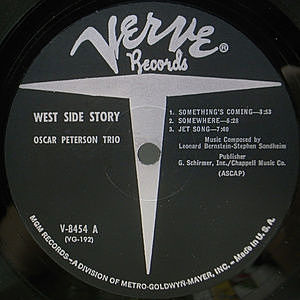 Verve®
Records
WEST SIDE STORY
OSCAR PETERSON TRIO
1. SOMETHING'S COMING—3:53
2. SOMEWHERE—5:28
3. JET SONG—7:40
Music Composed by
Leonard Bernstein-Stephen Sondheim
Publisher
G. Schirmer, Inc./Chappell Music Co.
(ASCAP)
V-8454 A
(VG-192)
MGM RECORDS—A DIVISION OF METRO-GOLDWYN-MAYER, INC.—Made in U.S.A.